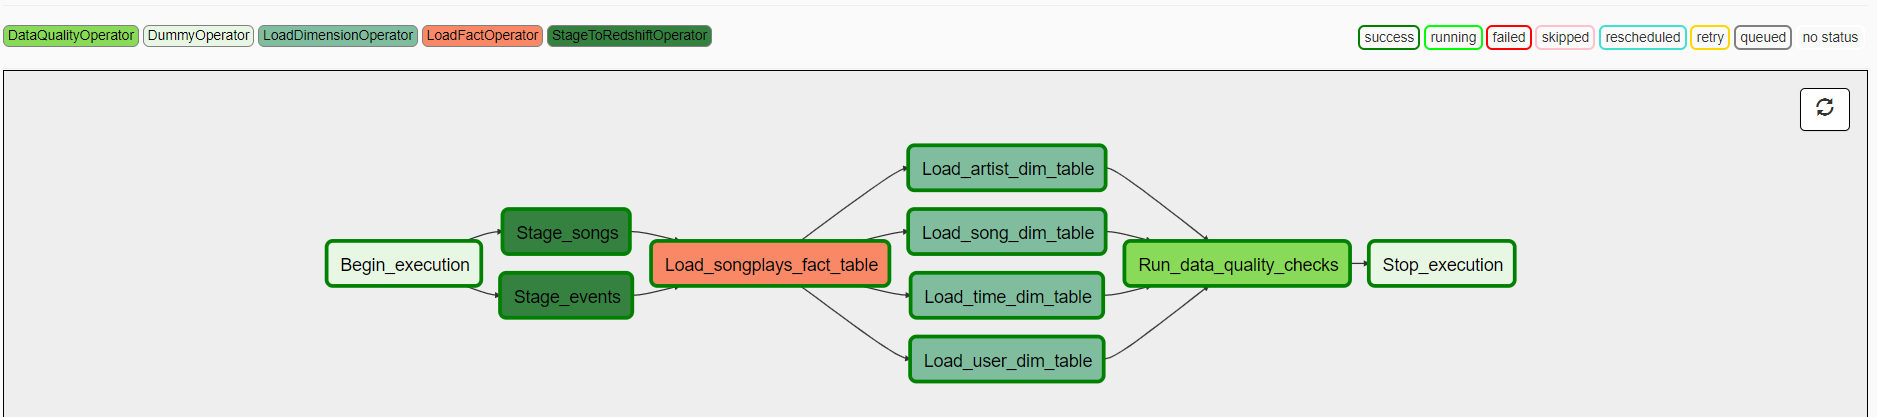 DataQualityOperator DummyOperator LoadDimensionOperator LoadFactOperator StageToRedshiftOperator
success running failed skipped rescheduled retry queued no status
Begin_execution
Stage_songs
Stage_events
Load_songplays_fact_table
Load_artist_dim_table
Load_song_dim_table
Load_time_dim_table
Load_user_dim_table
Run_data_quality_checks
Stop_execution